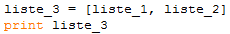 liste_3 = [liste_1, liste_2]
print liste_3